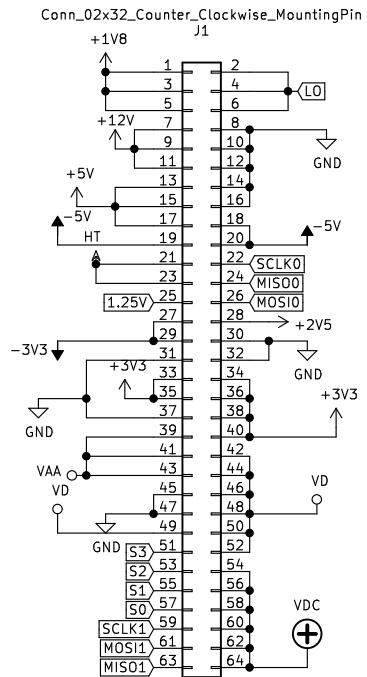 Conn_02x32_Counter_Clockwise_MountingPin
J1
+1V8
1 2
3 4 LO
5 6
+12V 7 8
9 10
11 12 GND
+5V 13 14
15 16
-5V 17 18 -5V
HT 19 20
21 22 SCLK0
23 24 MISO0
1.25V 25 26 MOSI0
27 28 +2V5
-3V3 29 30
31 32 GND
+3V3 33 34
35 36 +3V3
GND 37 38
39 40
41 42
VAA 43 44
VD 45 46 VD
47 48
GND 49 50
S3 51 52
S2 53 54
S1 55 56
S0 57 58 VDC
SCLK1 59 60
MOSI1 61 62
MISO1 63 64